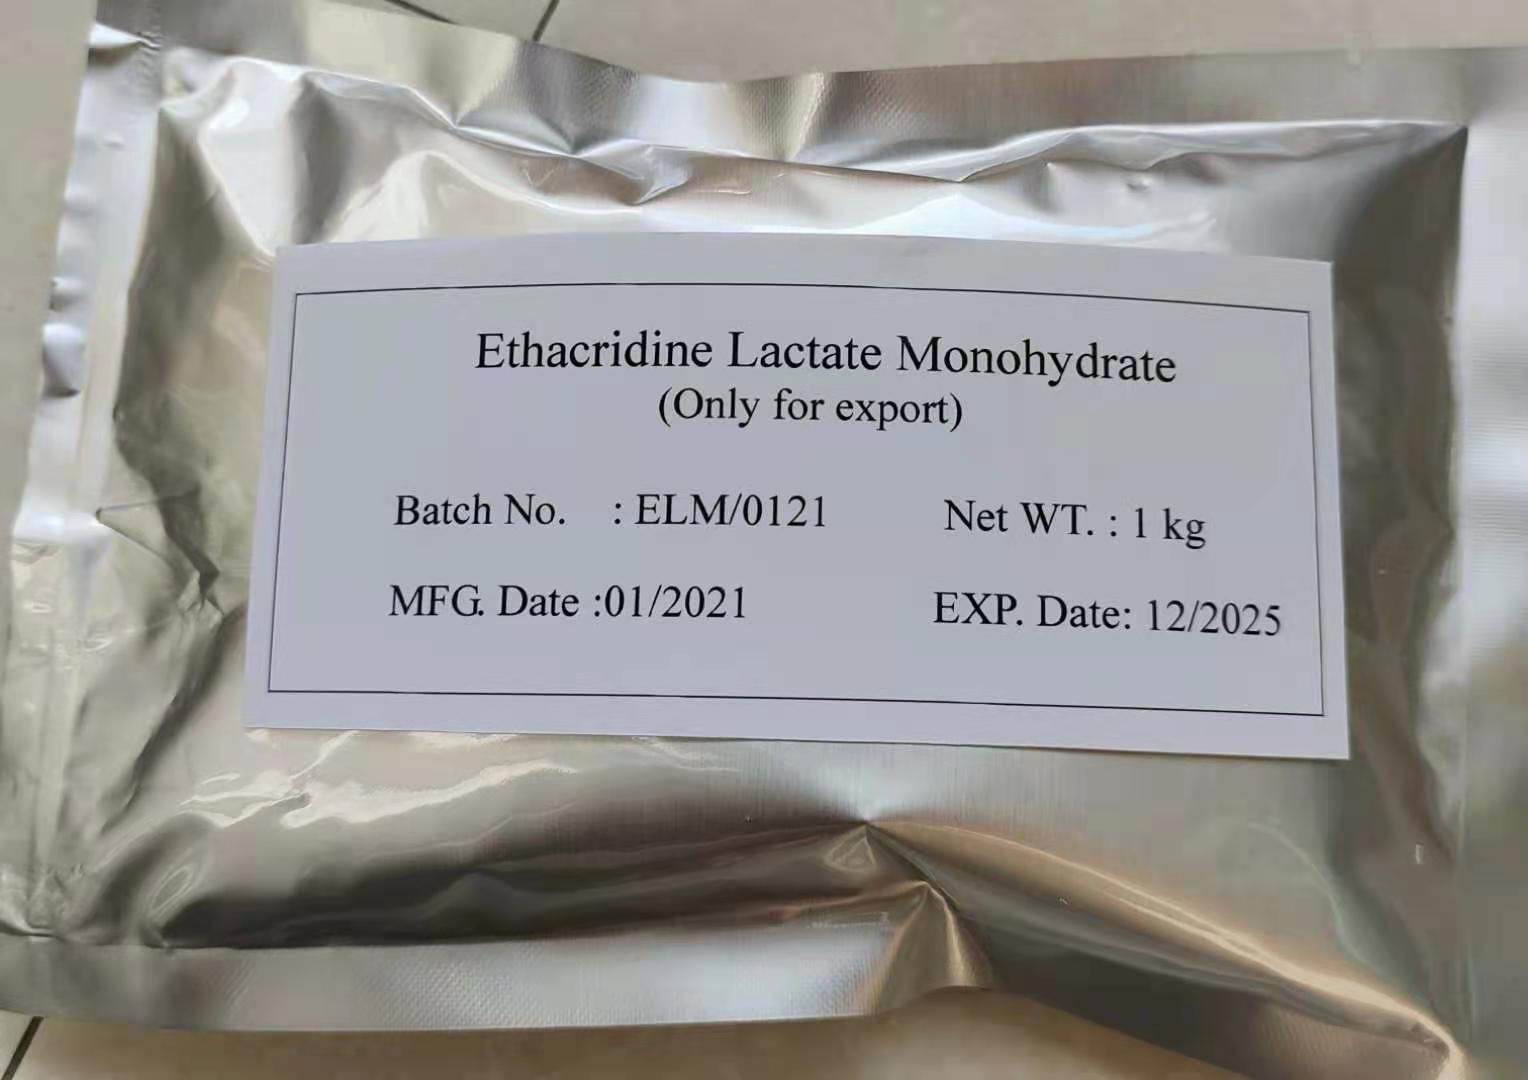 Ethacridine Lactate Monohydrate
(Only for export)
Batch No. : ELM/0121 Net WT. : 1 kg
MFG. Date :01/2021 EXP. Date: 12/2025